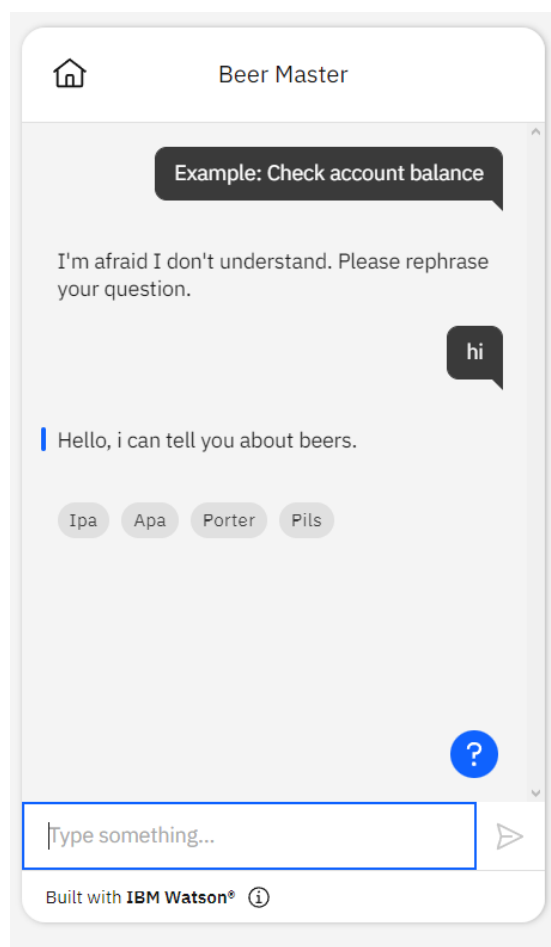 Beer Master
Example: Check account balance
I'm afraid I don't understand. Please rephrase
your question.
hi
Hello, i can tell you about beers.
Ipa Apa Porter Pils
?
Type something...
Built with IBM Watson® i